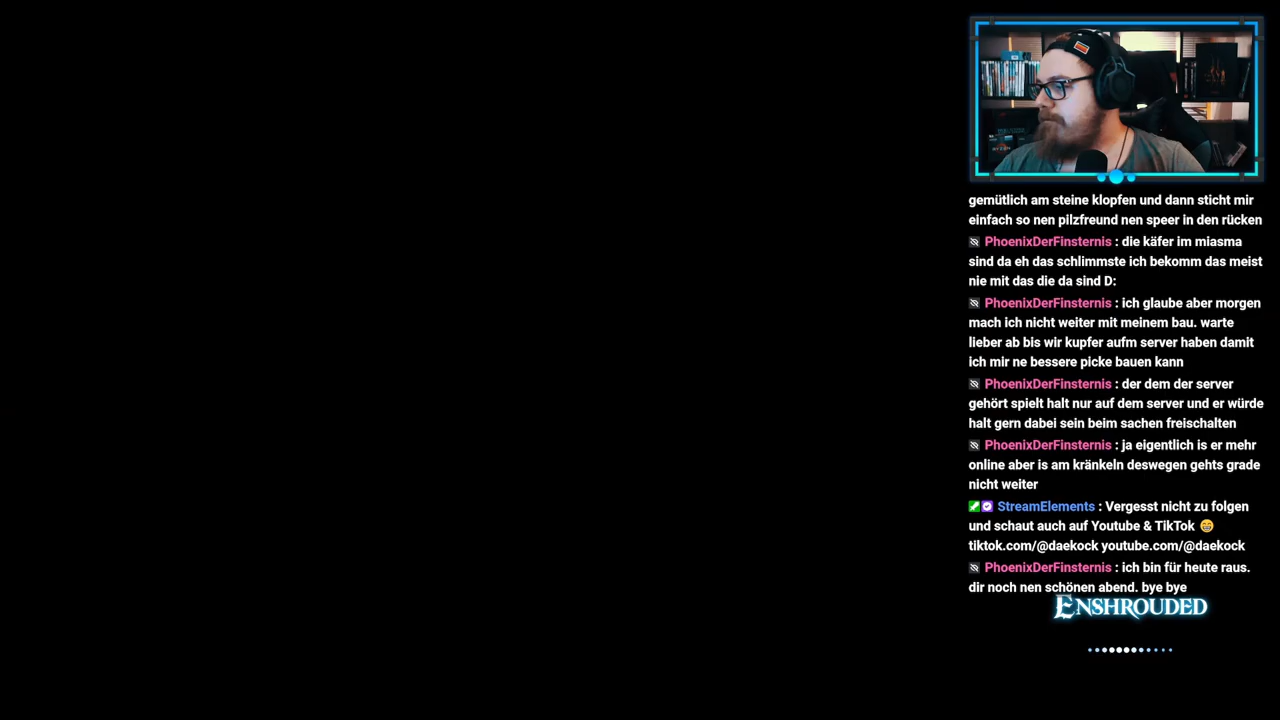 gemütlich am steine klopfen und dann sticht mir
einfach so nen pilzfreund nen speer in den rücken
PhoenixDerFinsternis : die käfer im miasma
sind da eh das schlimmste ich bekomm das meist
nie mit das die da sind D:
PhoenixDerFinsternis : ich glaube aber morgen
mach ich nicht weiter mit meinem bau. warte
lieber ab bis wir kupfer aufm server haben damit
ich mir ne bessere picke bauen kann
PhoenixDerFinsternis : der dem der server
gehört spielt halt nur auf dem server und er würde
halt gern dabei sein beim sachen freischalten
PhoenixDerFinsternis : ja eigentlich is er mehr
online aber is am kränkeln deswegen gehts grade
nicht weiter
StreamElements : Vergesst nicht zu folgen
und schaut auch auf Youtube & TikTok 😁
tiktok.com/@daekock youtube.com/@daekock
PhoenixDerFinsternis : ich bin für heute raus.
dir noch nen schönen abend. bye bye
ENSHROUDED